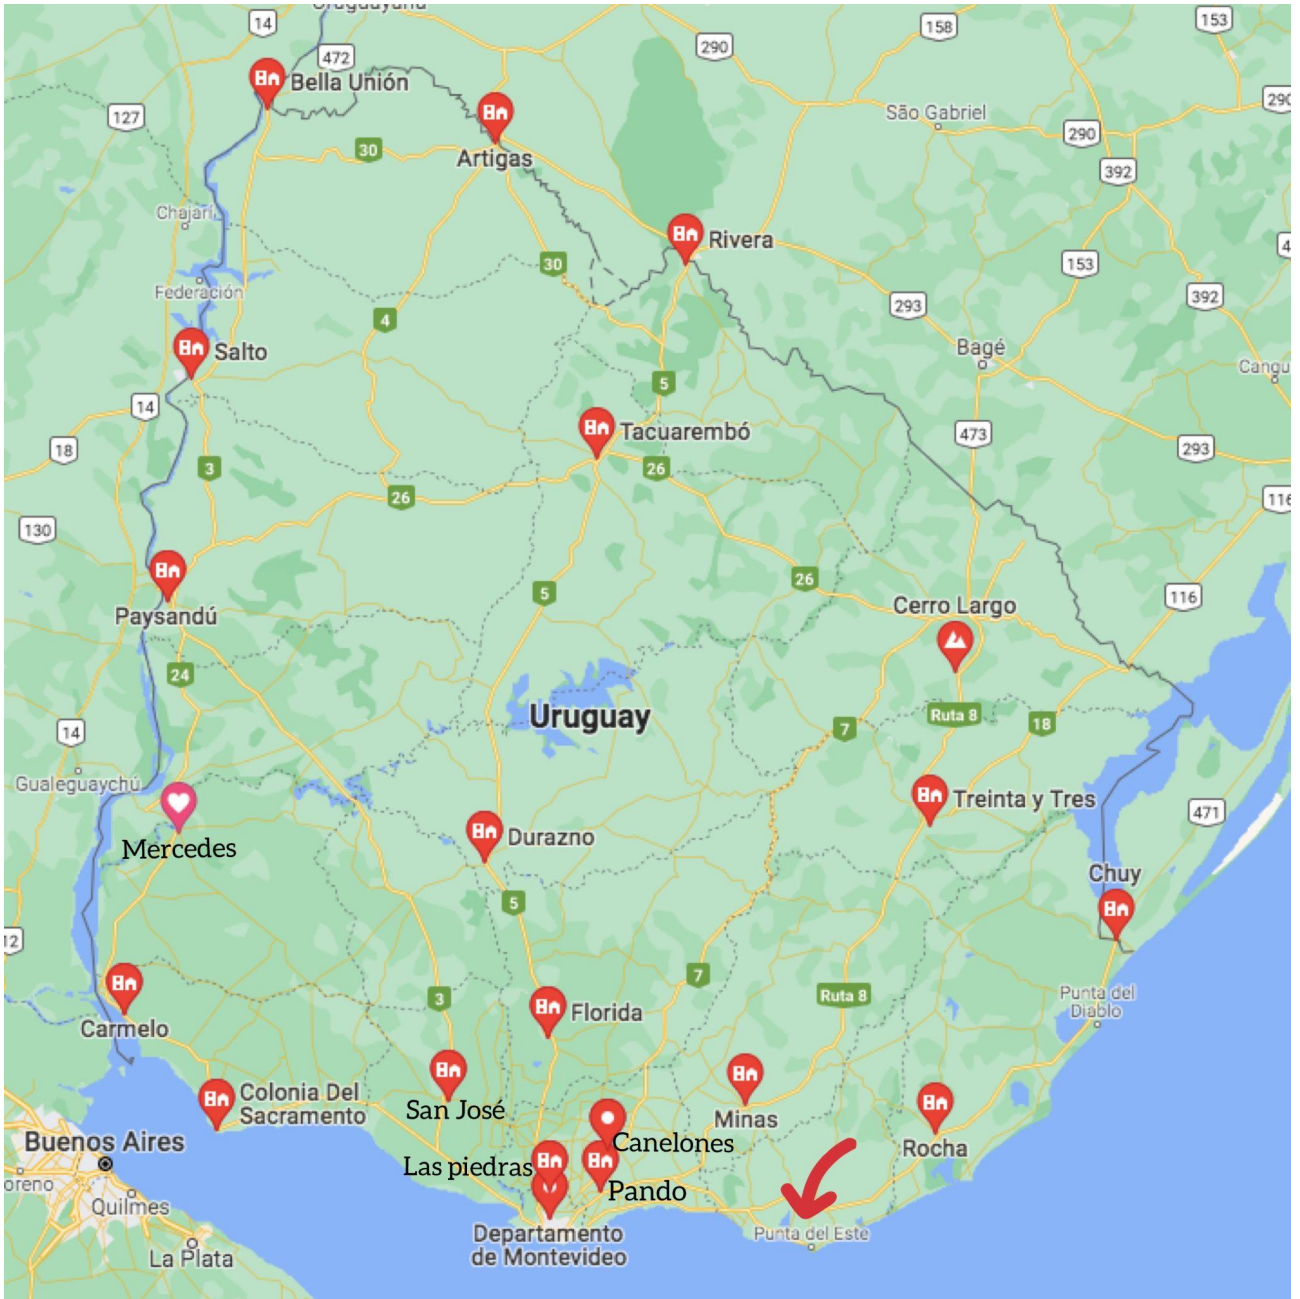 Uruguayana
14
472
290
158
153
Bella Unión
127
290
São Gabriel
290
Artigas
30
392
Chajarí
Rivera
30
153
Federación
392
293
4
Salto
Bagé
Cangu
5
14
Tacuarembó
18
473
293
3
26
26
116
130
Paysandú
5
26
Cerro Largo
116
24
Uruguay
Ruta 8
18
14
7
Gualeguaychú
Treinta y Tres
471
Mercedes
Durazno
Chuy
5
12
7
Ruta 8
3
Punta del
Diablo
Florida
Carmelo
Colonia Del
Sacramento
San José
Minas
Canelones
Buenos Aires
Rocha
Las piedras
oreno
Pando
Quilmes
Departamento
de Montevideo
Punta del Este
La Plata